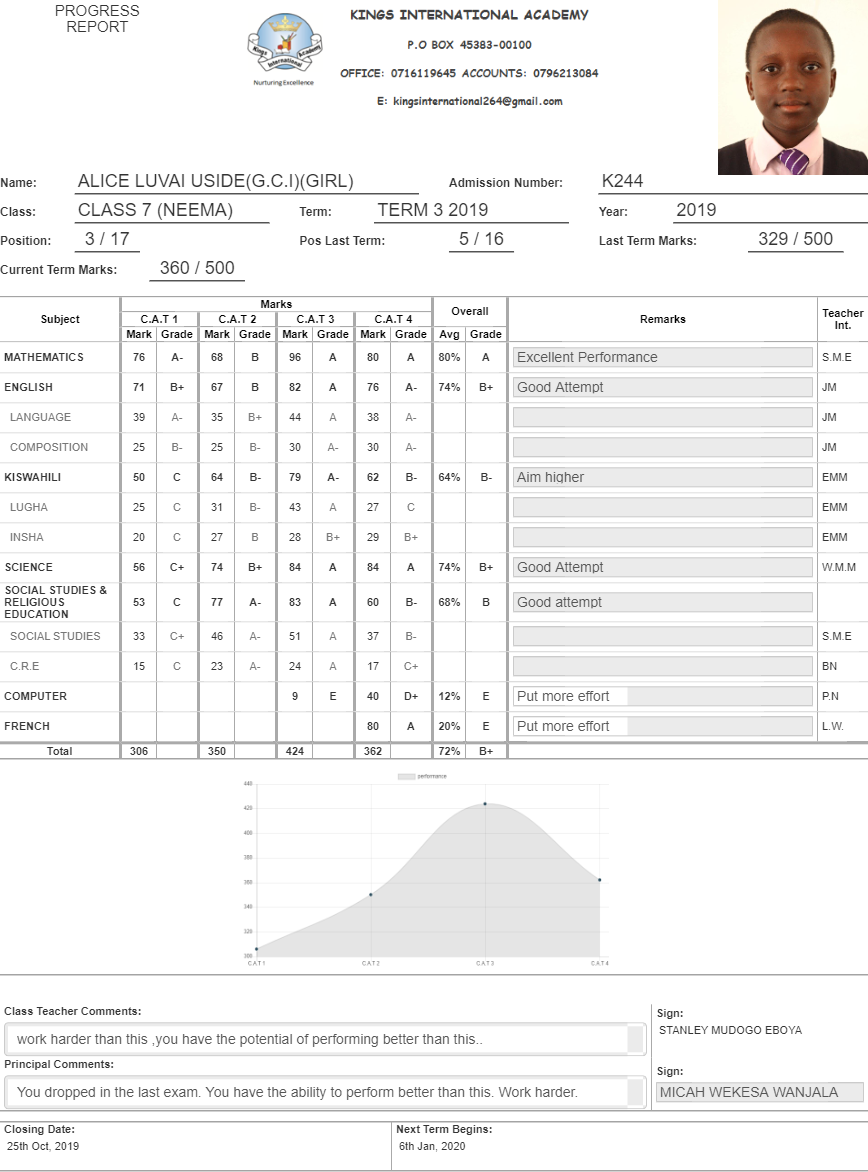 PROGRESS
REPORT
KINGS INTERNATIONAL ACADEMY
P.O BOX 45383-00100
OFFICE: 0716119645 ACCOUNTS: 0796213084
E: kingsinternational264@gmail.com
Kings International Academy
Nurturing Excellence
Name: ALICE LUVAI USIDE(G.C.I)(GIRL) Admission Number: K244
Class: CLASS 7 (NEEMA) Term: TERM 3 2019 Year: 2019
Position: 3 / 17 Pos Last Term: 5 / 16 Last Term Marks: 329 / 500
Current Term Marks: 360 / 500
Subject Marks Overall Remarks Teacher Int.
C.A.T 1 C.A.T 2 C.A.T 3 C.A.T 4
Mark Grade Mark Grade Mark Grade Mark Grade Avg Grade
MATHEMATICS 76 A- 68 B 96 A 80 A 80% A Excellent Performance S.M.E
ENGLISH 71 B+ 67 B 82 A 76 A- 74% B+ Good Attempt JM
LANGUAGE 39 A- 35 B+ 44 A 38 A- JM
COMPOSITION 25 B- 25 B- 30 A- 30 A- JM
KISWAHILI 50 C 64 B- 79 A- 62 B- 64% B- Aim higher EMM
LUGHA 25 C 31 B- 43 A 27 C EMM
INSHA 20 C 27 B 28 B+ 29 B+ EMM
SCIENCE 56 C+ 74 B+ 84 A 84 A 74% B+ Good Attempt W.M.M
SOCIAL STUDIES &
RELIGIOUS
EDUCATION 53 C 77 A- 83 A 60 B- 68% B Good attempt
SOCIAL STUDIES 33 C+ 46 A- 51 A 37 B- S.M.E
C.R.E 15 C 23 A- 24 A 17 C+ BN
COMPUTER 9 E 40 D+ 12% E Put more effort P.N
FRENCH 80 A 20% E Put more effort L.W.
Total 306 350 424 362 72% B+
performance
440
420
400
380
360
340
320
300
CAT1 CAT2 CAT3 CAT4
Class Teacher Comments:
work harder than this ,you have the potential of performing better than this..
Sign:
STANLEY MUDOGO EBOYA
Principal Comments:
You dropped in the last exam. You have the ability to perform better than this. Work harder.
Sign:
MICAH WEKESA WANJALA
Closing Date: Next Term Begins:
25th Oct, 2019 6th Jan, 2020